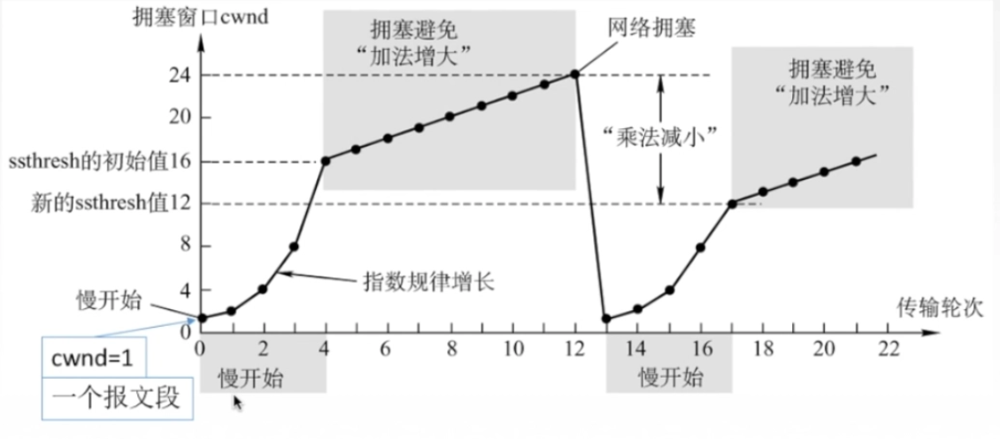 拥塞窗口cwnd
拥塞避免
“加法增大”
网络拥塞
拥塞避免
“加法增大”
24
20
“乘法减小”
ssthresh的初始值16
新的ssthresh值12
8
指数规律增长
4
慢开始
传输轮次
0
0 2 4 6 8 10 12 14 16 18 20 22
cwnd=1
慢开始
慢开始
一个报文段